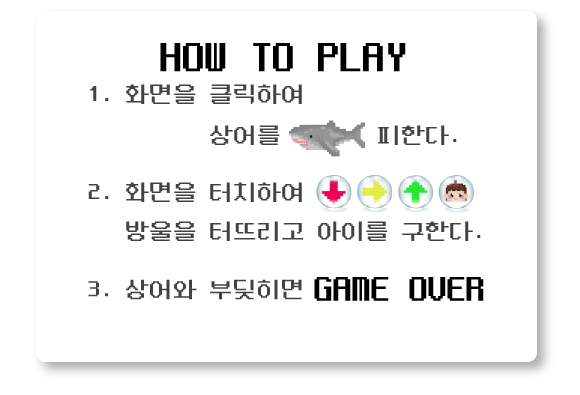 HOW TO PLAY
1. 화면을 클릭하여
상어를 피한다.
2. 화면을 터치하여
방울을 터뜨리고 아이를 구한다.
3. 상어와 부딪히면 GAME OVER